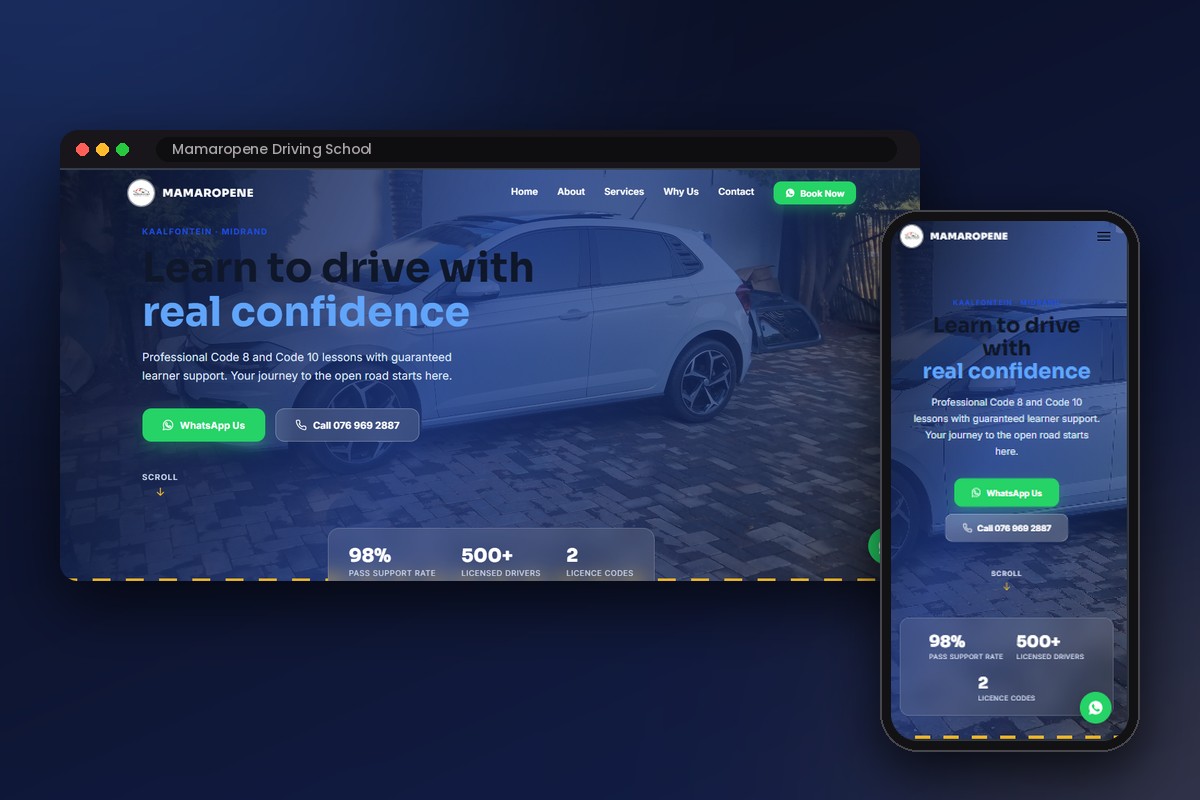 Mamaropene Driving School
MAMAROPENE
Home About Services Why Us Contact Book Now
KAALFONTEIN · MIDRAND
Learn to drive with
real confidence
Professional Code 8 and Code 10 lessons with guaranteed
learner support. Your journey to the open road starts here.
WhatsApp Us Call 076 969 2887
SCROLL
98% 500+ 2
PASS SUPPORT RATE LICENSED DRIVERS LICENCE CODES
MAMAROPENE
KAALFONTEIN · MIDRAND
Learn to drive
with
real confidence
Professional Code 8 and Code 10
lessons with guaranteed learner support.
Your journey to the open road starts
here.
WhatsApp Us
Call 076 969 2887
SCROLL
98% 500+
PASS SUPPORT RATE LICENSED DRIVERS
2
LICENCE CODES